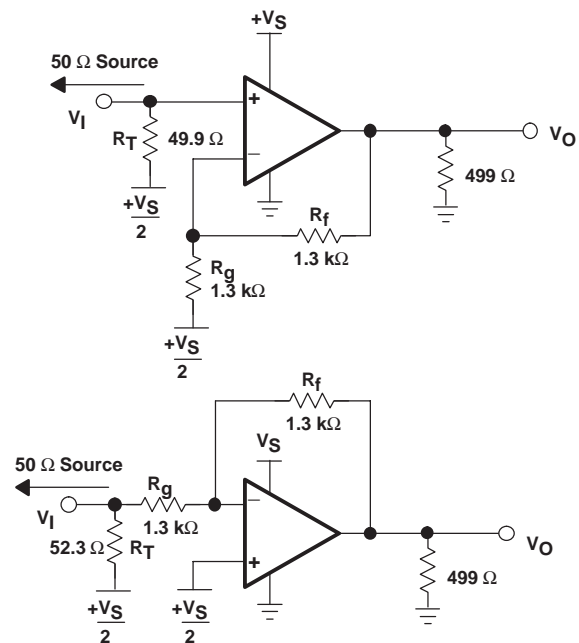 +VS
50 Ω Source
VI
+
RT
49.9 Ω
−
VO
499 Ω
+VS
2
Rf
1.3 kΩ
Rg
1.3 kΩ
+VS
2
Rf
1.3 kΩ
VS
50 Ω Source
Rg
VI
1.3 kΩ
−
52.3 Ω
RT
+
VO
499 Ω
+VS
2
+VS
2